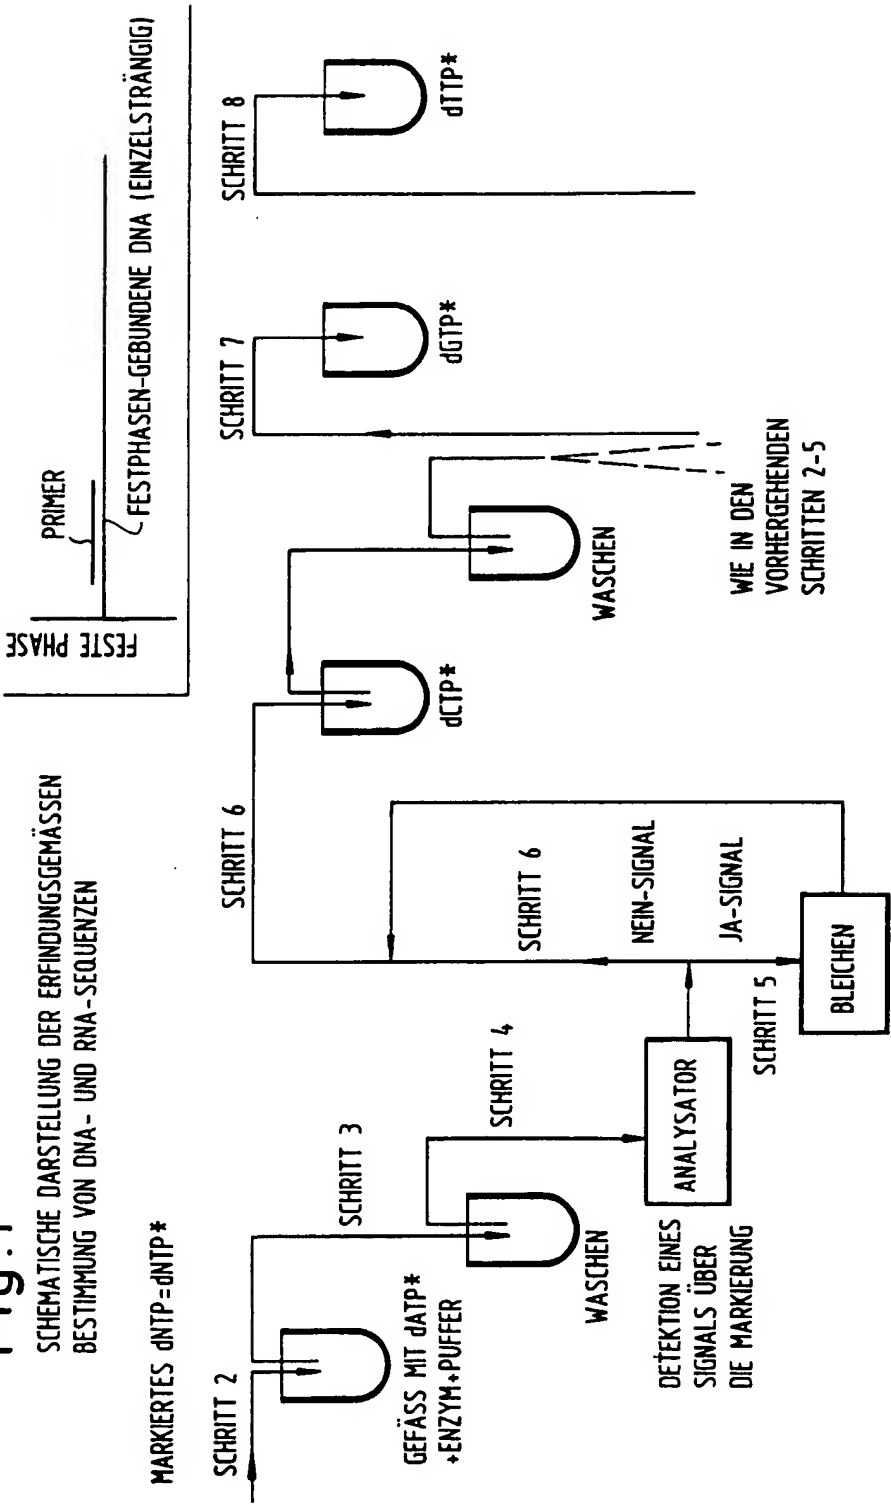 Fig.1
SCHEMATISCHE DARSTELLUNG DER ERFINDUNGSGEMÄSSEN
BESTIMMUNG VON DNA- UND RNA-SEQUENZEN
FESTE PHASE
PRIMER
FESTPHASEN-GEBUNDENE DNA (EINZELSTRÄNGIG)
MARKIERTES dNTP=dNTP*
SCHRITT 2
GEFÄSS MIT dATP*
+ENZYM+PUFFER
SCHRITT 3
WASCHEN
SCHRITT 4
DETEKTION EINES
SIGNALS ÜBER
DIE MARKIERUNG
ANALYSATOR
SCHRITT 5
BLEICHEN
JA-SIGNAL
NEIN-SIGNAL
SCHRITT 6
SCHRITT 6
dCTP*
WASCHEN
WIE IN DEN
VORHERGEHENDEN
SCHRITTEN 2-5
SCHRITT 7
dGTP*
SCHRITT 8
dTTP*